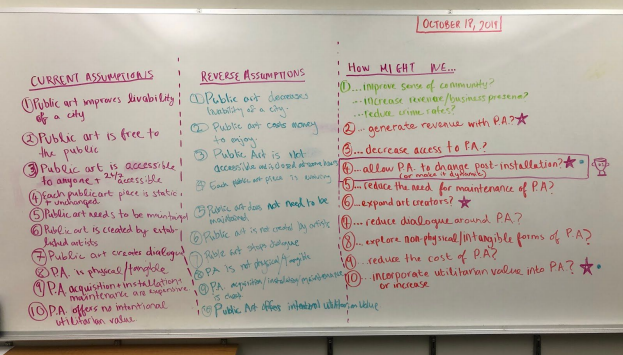 OCTOBER 18, 2018
CURRENT ASSUMPTIONS
① Public art improves livability
of a city
② Public art is free to
the public
③ Public art is accessible
to anyone + 24/7 accessible
④ Each public art place is static +
unchanged
⑤ Public art needs to be maintained
⑥ Public art is created by estab-
lished artists
⑦ Public art creates dialogue
⑧ P.A. is physical/tangible
⑨ P.A. acquisition + installation +
maintenance are expensive
⑩ P.A. offers no intentional
utilitarian value.
REVERSE ASSUMPTIONS
① Public art decreases
livability of a city.
② Public art costs money
to enjoy
③ Public Art is Not
accessible and closed at some hours
Each public art place is
⑤ Public art does not need to be
maintained
⑥ Public art is not created by artists
⑦ Public art stops dialogue
⑧ PA is not physical/tangible
⑨ P.A. acquisition/installation/maintenance
is cheap
⑩ Public Art offers intentional utilitarian value
HOW MIGHT WE...
① ... improve sense of community?
... increase revenue/business presence?
... reduce crime rates?
② ... generate revenue with P.A.?
③ ... decrease access to P.A.?
④ ... allow P.A. to change post-installation?
(or make it dynamic)
⑤ ... reduce the need for maintenance of P.A.?
⑥ ... expand art creators?
⑦ ... reduce dialogue around P.A.?
⑧ ... explore non-physical/intangible forms of P.A.?
⑨ ... reduce the cost of P.A.?
⑩ ... incorporate utilitarian value into P.A.?
or increase